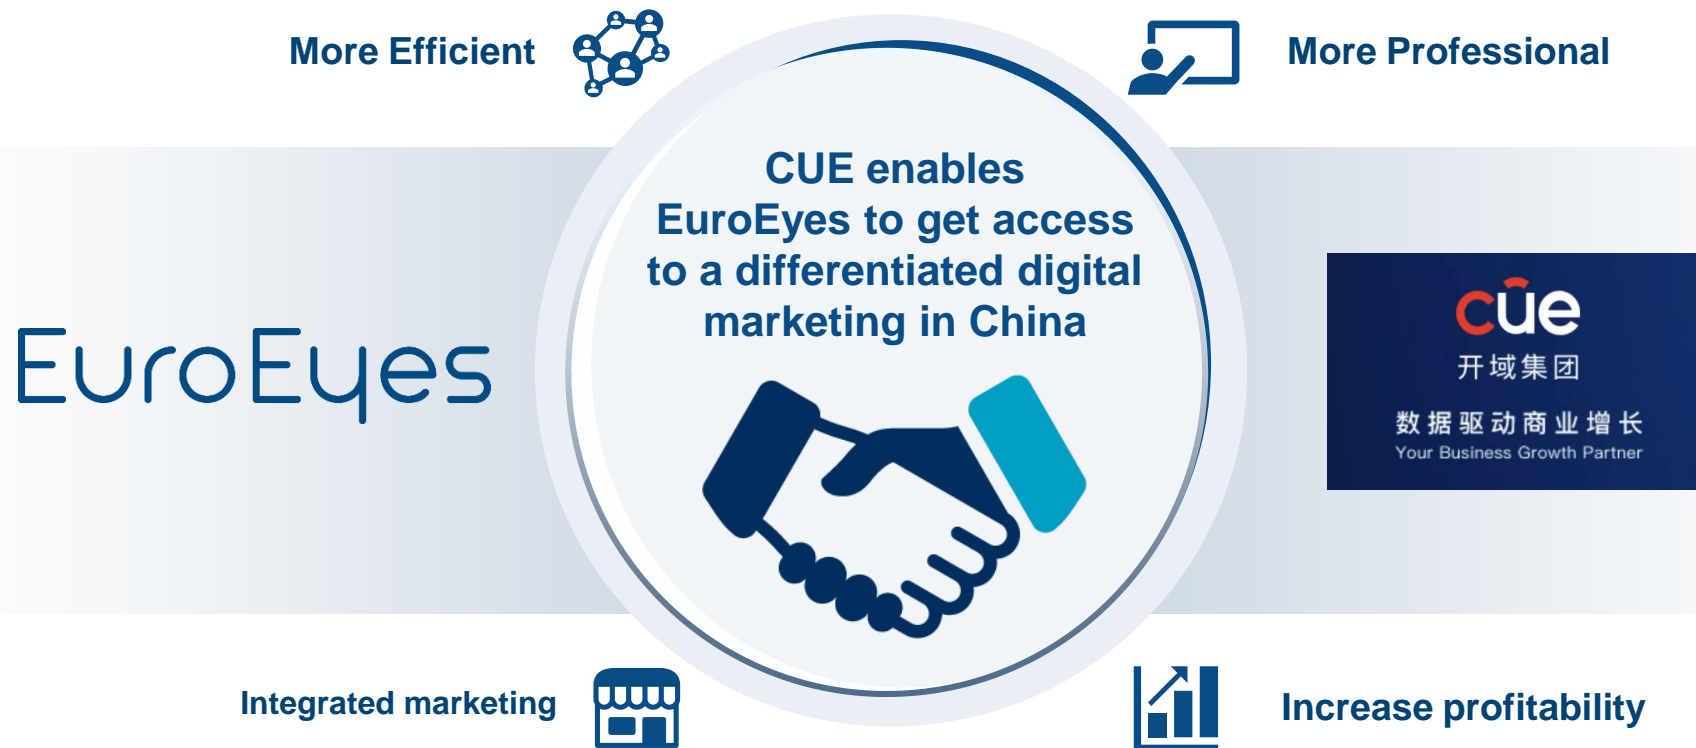 More Efficient
More Professional
CUE enables
EuroEyes to get access
to a differentiated digital
marketing in China
EuroEyes
cue
开域集团
数据驱动商业增长
Your Business Growth Partner
Integrated marketing
Increase profitability